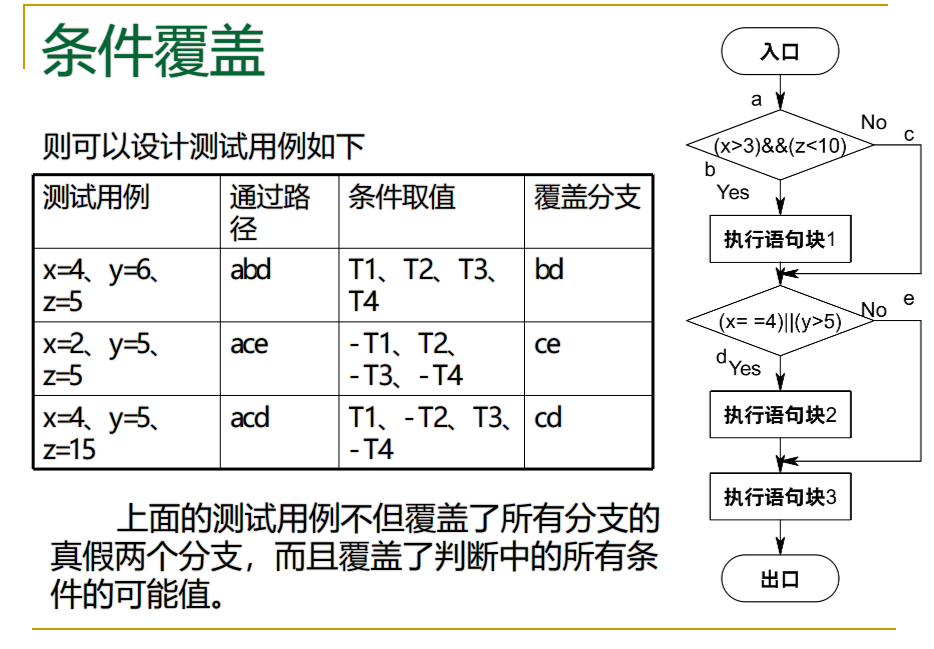 条件覆盖
则可以设计测试用例如下
测试用例
通过路
径
条件取值
覆盖分支
x=4、y=6、
z=5
abd
T1、T2、T3、
T4
bd
x=2、y=5、
z=5
ace
-T1、T2、
-T3、-T4
ce
x=4、y=5、
z=15
acd
T1、-T2、T3、
-T4
cd
上面的测试用例不但覆盖了所有分支的
真假两个分支，而且覆盖了判断中的所有条
件的可能值。
入口
a
(x>3)&&(z<10)
No
c
b
Yes
执行语句块1
(x= =4)||(y>5)
No
e
d
Yes
执行语句块2
执行语句块3
出口